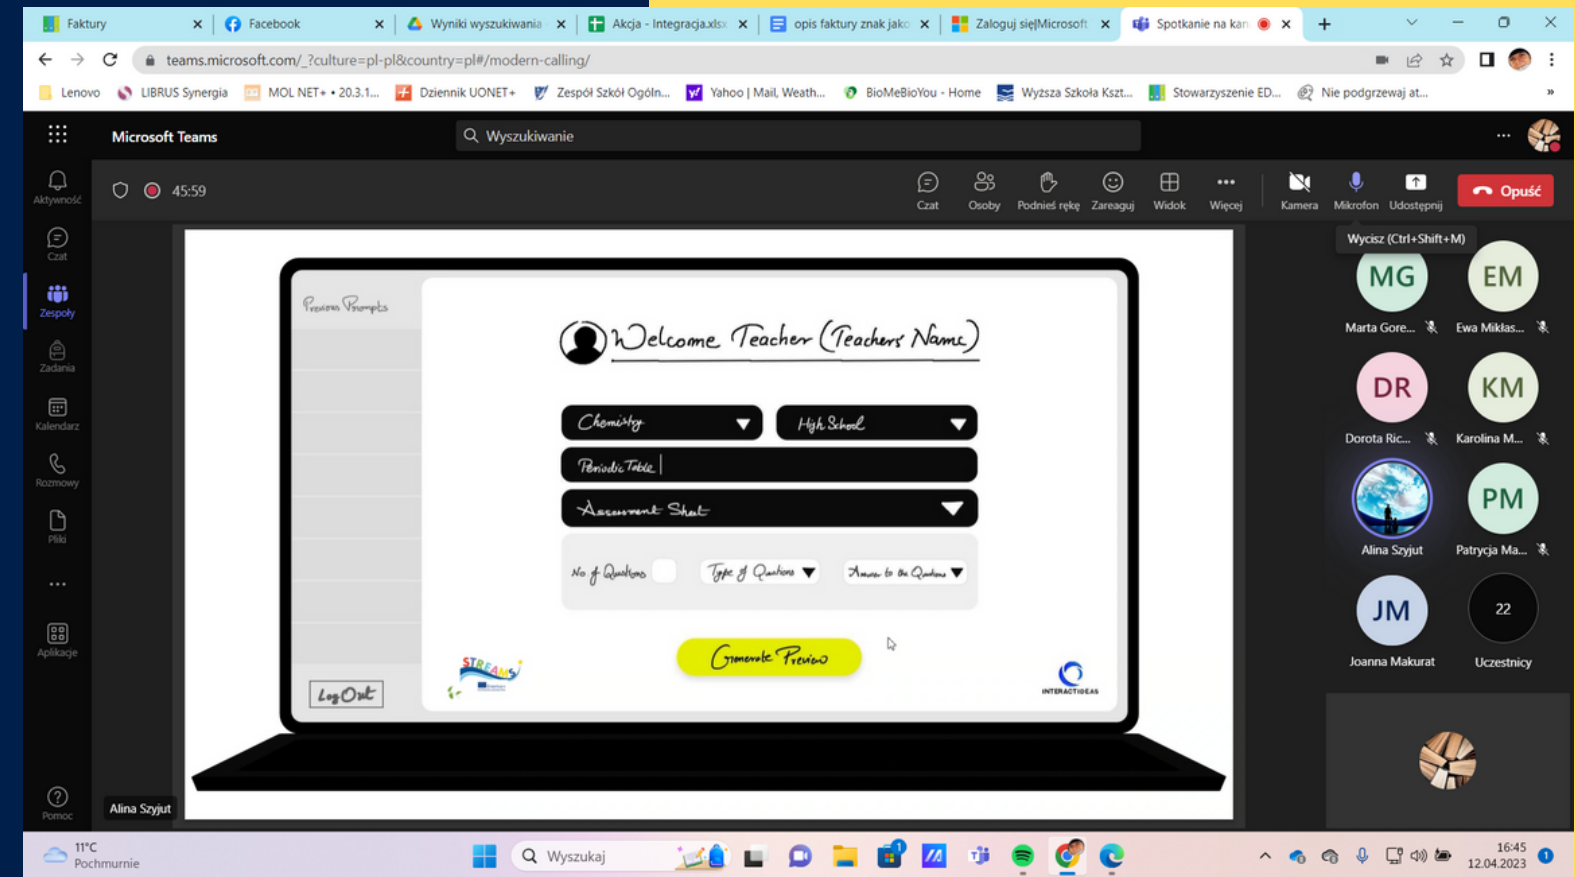 Faktury
Facebook
Wyniki wyszukiwania
Akcja - Integracja.xlsx
opis faktury znak jako
Zaloguj się|Microsoft
Spotkanie na kan
teams.microsoft.com/_?culture=pl-pl&country=pl#/modern-calling/
Lenovo
LIBRUS Synergia
MOL NET+ • 20.3.1...
Dziennik UONET+
Zespół Szkół Ogóln...
Yahoo | Mail, Weath...
BioMeBioYou - Home
Wyższa Szkoła Kszt...
Stowarzyszenie ED...
Nie podgrzewaj at...
»
Microsoft Teams
Wyszukiwanie
Aktywność
Czat
Zespoły
Zadania
Kalendarz
Rozmowy
Pliki
Aplikacje
Pomoc
45:59
Czat
Osoby
Podnieś rękę
Zareaguj
Widok
Więcej
Kamera
Mikrofon
Udostępnij
Opuść
Wycisz (Ctrl+Shift+M)
Previous Prompts
Welcome Teacher (Teachers' Name)
Chemistry
High School
Periodic Table
Assessment Sheet
No of Questions
Type of Questions
Answer to the Questions
Generate Preview
Log Out
STREAMS
INTERACTIDEAS
Alina Szyjut
MG
Marta Gore...
EM
Ewa Mikłas...
DR
Dorota Ric...
KM
Karolina M...
Alina Szyjut
PM
Patrycja Ma...
JM
Joanna Makurat
22
Uczestnicy
11°C
Pochmurnie
Wyszukaj
1
16:45
12.04.2023
1